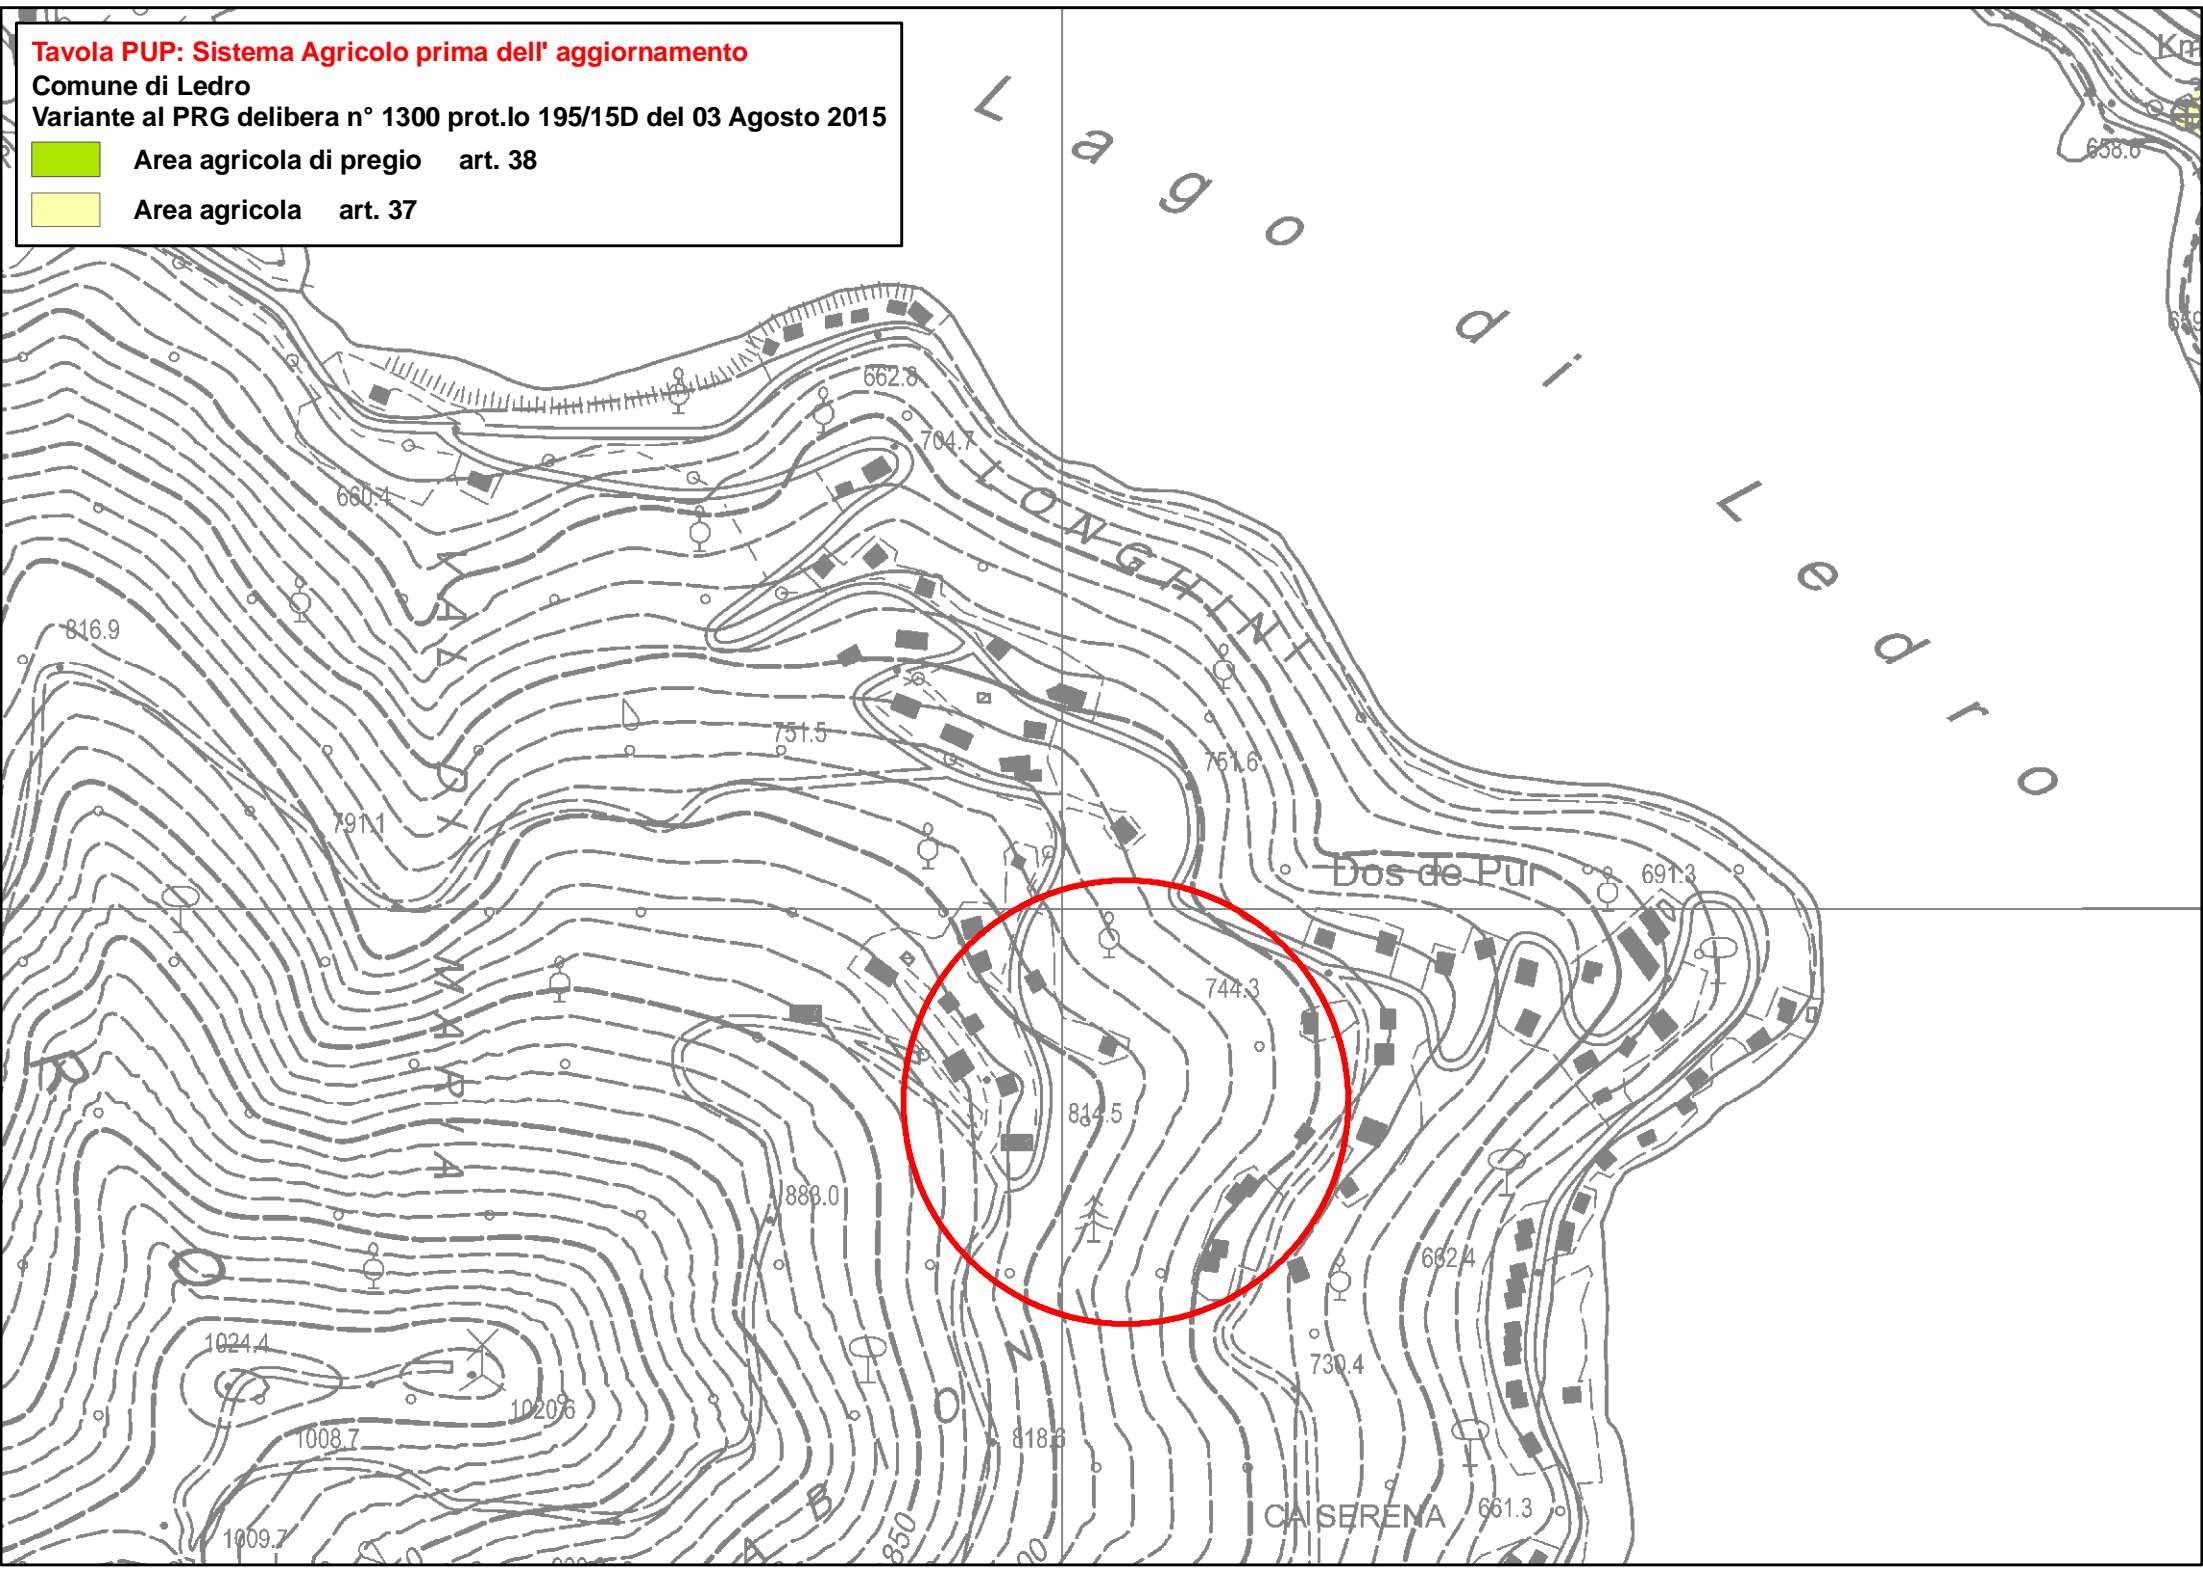 Tavola PUP: Sistema Agricolo prima dell' aggiornamento
Comune di Ledro
Variante al PRG delibera n° 1300 prot.lo 195/15D del 03 Agosto 2015
Area agricola di pregio art. 38
Area agricola art. 37
Lago di Ledro
Km
658.6
662.8
704.7
LONGHINI
660.4
816.9
751.5
751.6
791.1
Dos de Pur
691.3
744.3
814.5
883.0
662.4
1024.4
730.4
1020.6
1008.7
818.6
CA SERENA
661.3
1009.7
850